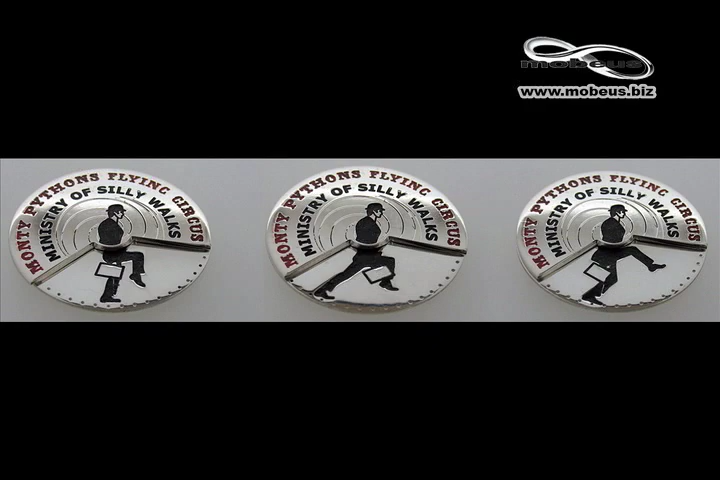 mobeus
www.mobeus.biz
MONTY PYTHONS FLYING CIRCUS
MINISTRY OF SILLY WALKS
MONTY PYTHONS FLYING CIRCUS
MINISTRY OF SILLY WALKS
MONTY PYTHONS FLYING CIRCUS
MINISTRY OF SILLY WALKS